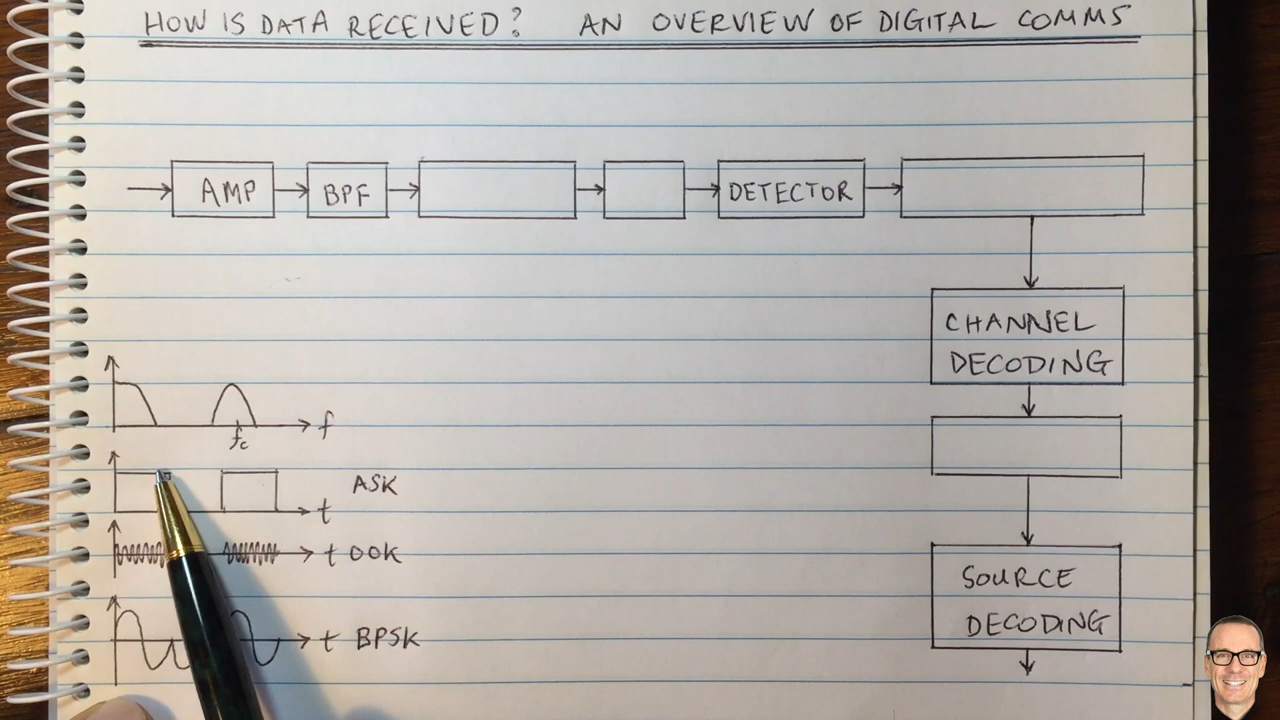 HOW IS DATA RECEIVED? AN OVERVIEW OF DIGITAL COMMS
AMP
BPF
DETECTOR
CHANNEL
DECODING
SOURCE
DECODING
f
fc
ASK
t
t OOK
t BPSK